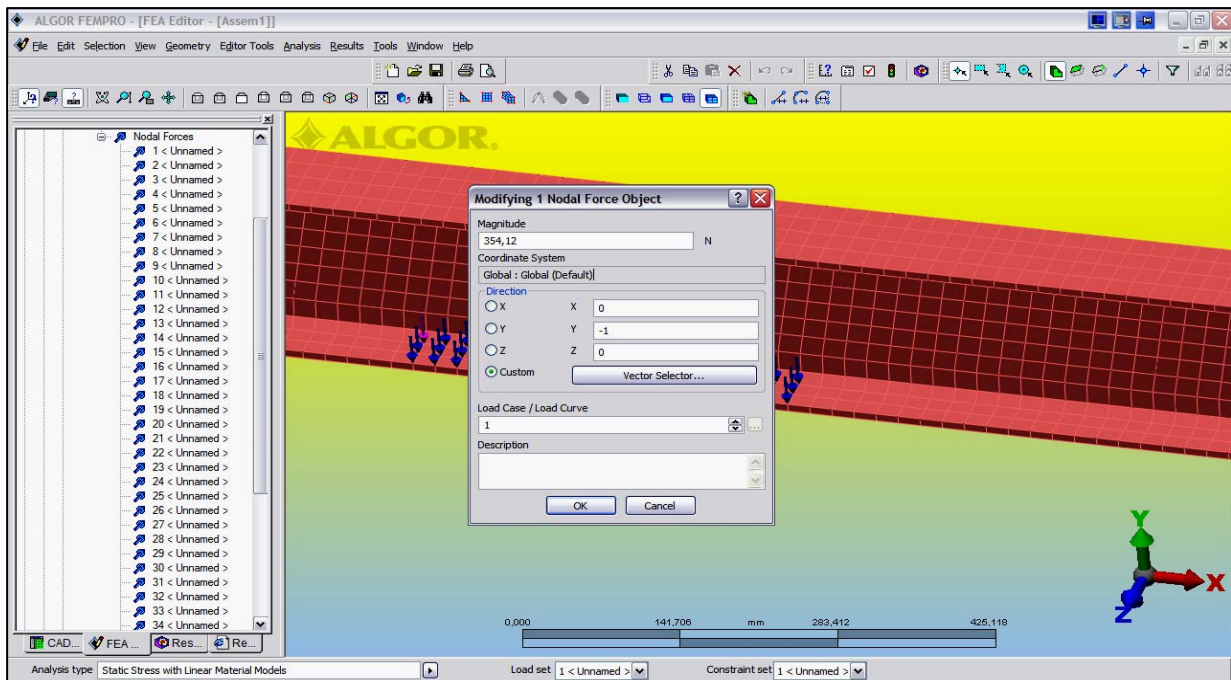 ALGOR FEMPRO - [FEA Editor - [Assem1]]
File Edit Selection View Geometry Editor Tools Analysis Results Tools Window Help
Nodal Forces
1 < Unnamed >
2 < Unnamed >
3 < Unnamed >
4 < Unnamed >
5 < Unnamed >
6 < Unnamed >
7 < Unnamed >
8 < Unnamed >
9 < Unnamed >
10 < Unnamed >
11 < Unnamed >
12 < Unnamed >
13 < Unnamed >
14 < Unnamed >
15 < Unnamed >
16 < Unnamed >
17 < Unnamed >
18 < Unnamed >
19 < Unnamed >
20 < Unnamed >
21 < Unnamed >
22 < Unnamed >
23 < Unnamed >
24 < Unnamed >
25 < Unnamed >
26 < Unnamed >
27 < Unnamed >
28 < Unnamed >
29 < Unnamed >
30 < Unnamed >
31 < Unnamed >
32 < Unnamed >
33 < Unnamed >
34 < Unnamed >
CAD... FEA ... Res... Re...
ALGOR.
Modifying 1 Nodal Force Object
Magnitude
354,12 N
Coordinate System
Global : Global (Default)
Direction
X X 0
Y Y -1
Z Z 0
Custom Vector Selector...
Load Case / Load Curve
1 ...
Description
OK Cancel
Y
X
Z
0,000 141,706 mm 283,412 425,118
Analysis type Static Stress with Linear Material Models Load set 1 < Unnamed > Constraint set 1 < Unnamed >